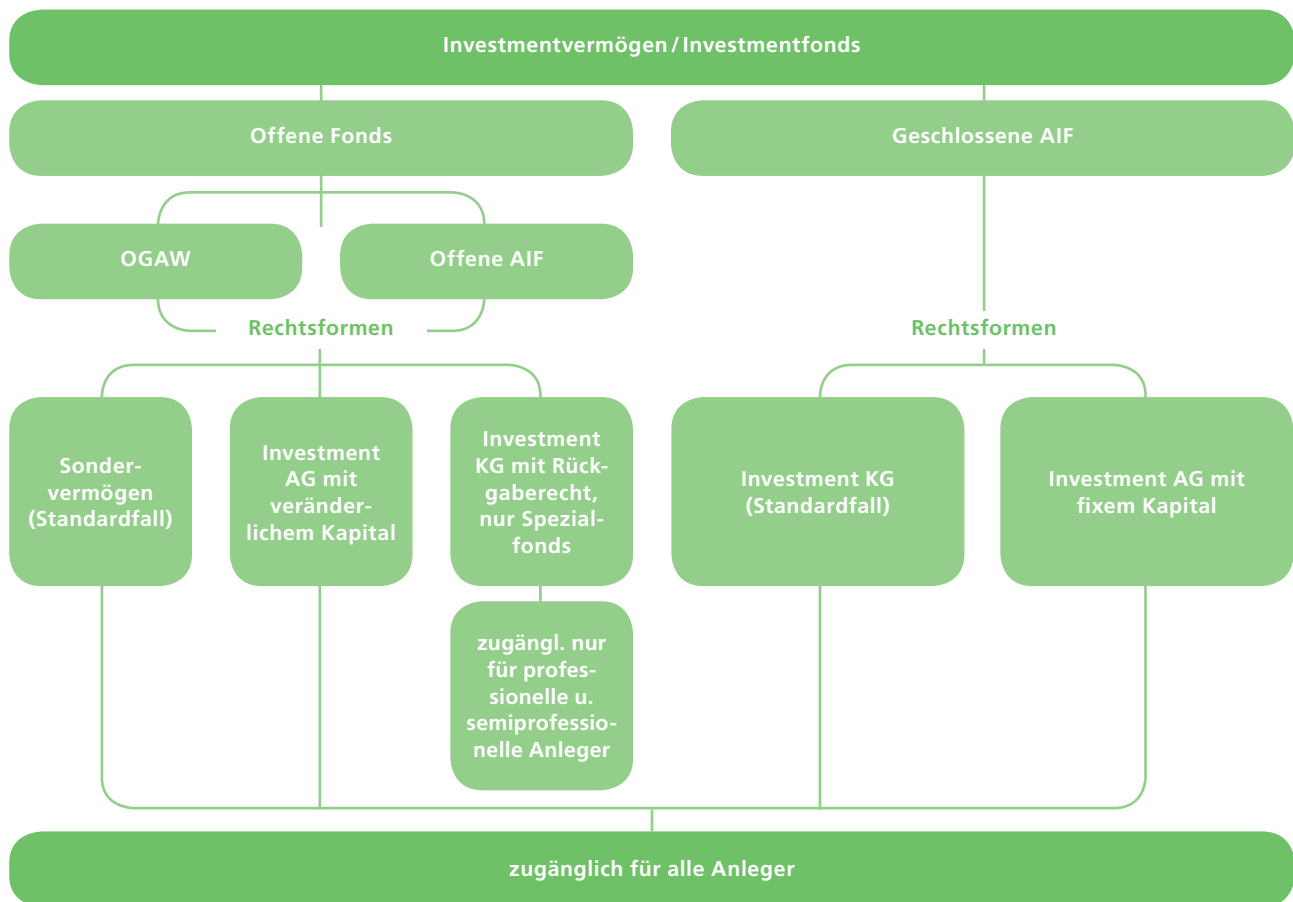 Investmentvermögen / Investmentfonds
Offene Fonds
Geschlossene AIF
OGAW
Offene AIF
Rechtsformen
Rechtsformen
Sonder-
vermögen
(Standardfall)
Investment
AG mit
veränder-
lichem Kapital
Investment
KG mit Rück-
gaberecht,
nur Spezial-
fonds
Investment KG
(Standardfall)
Investment AG mit
fixem Kapital
zugängl. nur
für profes-
sionelle u.
semiprofessio-
nelle Anleger
zugänglich für alle Anleger